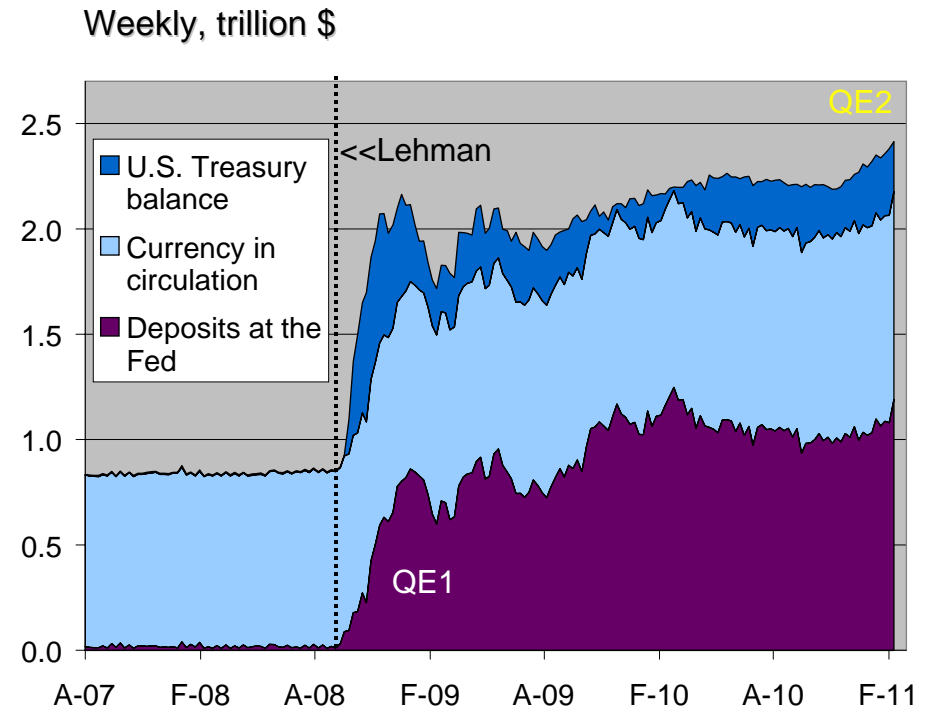 Weekly, trillion $
QE2
2.5
<<Lehman
U.S. Treasury
balance
2.0
Currency in
circulation
1.5
Deposits at the
Fed
1.0
0.5
QE1
0.0
A-07 F-08 A-08 F-09 A-09 F-10 A-10 F-11